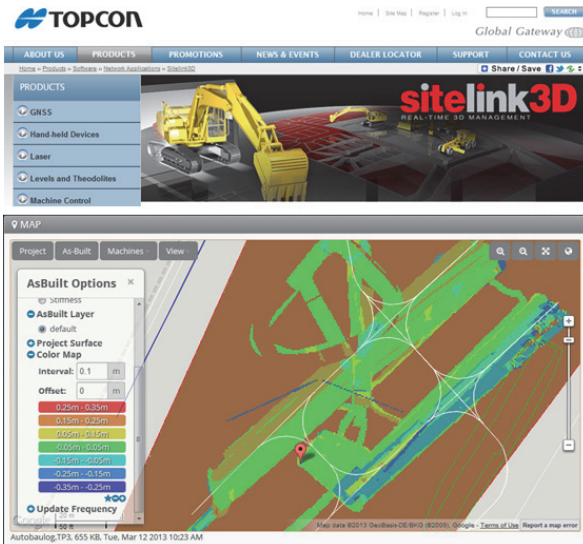 TOPCON
Home | Site Map | Register | Log In
SEARCH
Global Gateway
ABOUT US PRODUCTS PROMOTIONS NEWS & EVENTS DEALER LOCATOR SUPPORT CONTACT US
Home » Products » Software » Network Applications » Sitelink3D
Share / Save
PRODUCTS
GNSS
Hand-held Devices
Laser
Levels and Theodolites
Machine Control
sitelink3D
REAL-TIME 3D MANAGEMENT
MAP
Project As-Built Machines View
AsBuilt Options ×
Stiffness
AsBuilt Layer
default
Project Surface
Color Map
Interval: 0.1 m
Offset: 0 m
0.25m - 0.35m
0.15m - 0.25m
0.05m - 0.15m
-0.05m - 0.05m
-0.15m - -0.05m
-0.25m - -0.15m
-0.35m - -0.25m
Update Frequency
Google
20 m
50 ft
Map data ©2013 GeoBasis-DE/BKG (©2009), Google - Terms of Use Report a map error
Autobaulog.TP3, 655 KB, Tue, Mar 12 2013 10:23 AM